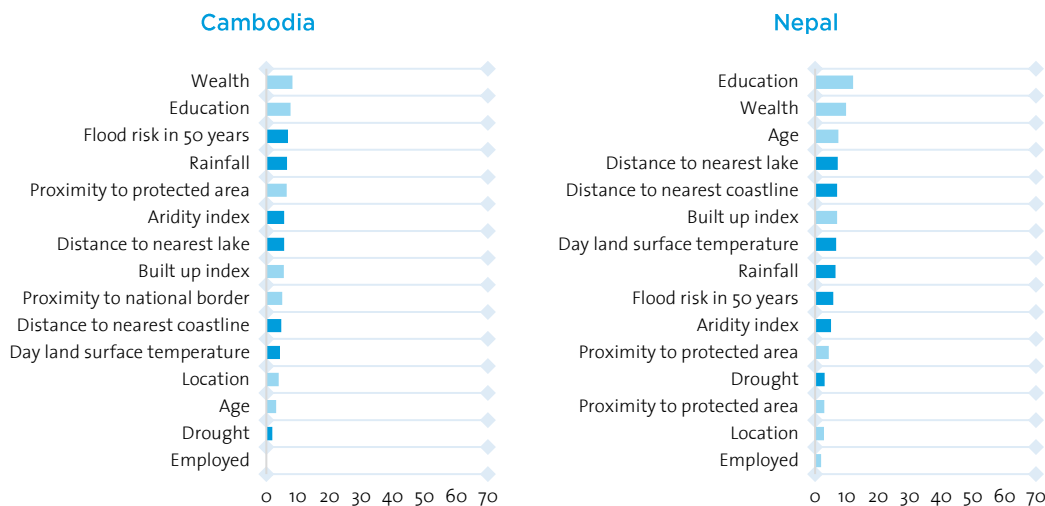 Cambodia
Wealth
Education
Flood risk in 50 years
Rainfall
Proximity to protected area
Aridity index
Distance to nearest lake
Built up index
Proximity to national border
Distance to nearest coastline
Day land surface temperature
Location
Age
Drought
Employed
0 10 20 30 40 50 60 70
Nepal
Education
Wealth
Age
Distance to nearest lake
Distance to nearest coastline
Built up index
Day land surface temperature
Rainfall
Flood risk in 50 years
Aridity index
Proximity to protected area
Drought
Proximity to protected area
Location
Employed
0 10 20 30 40 50 60 70